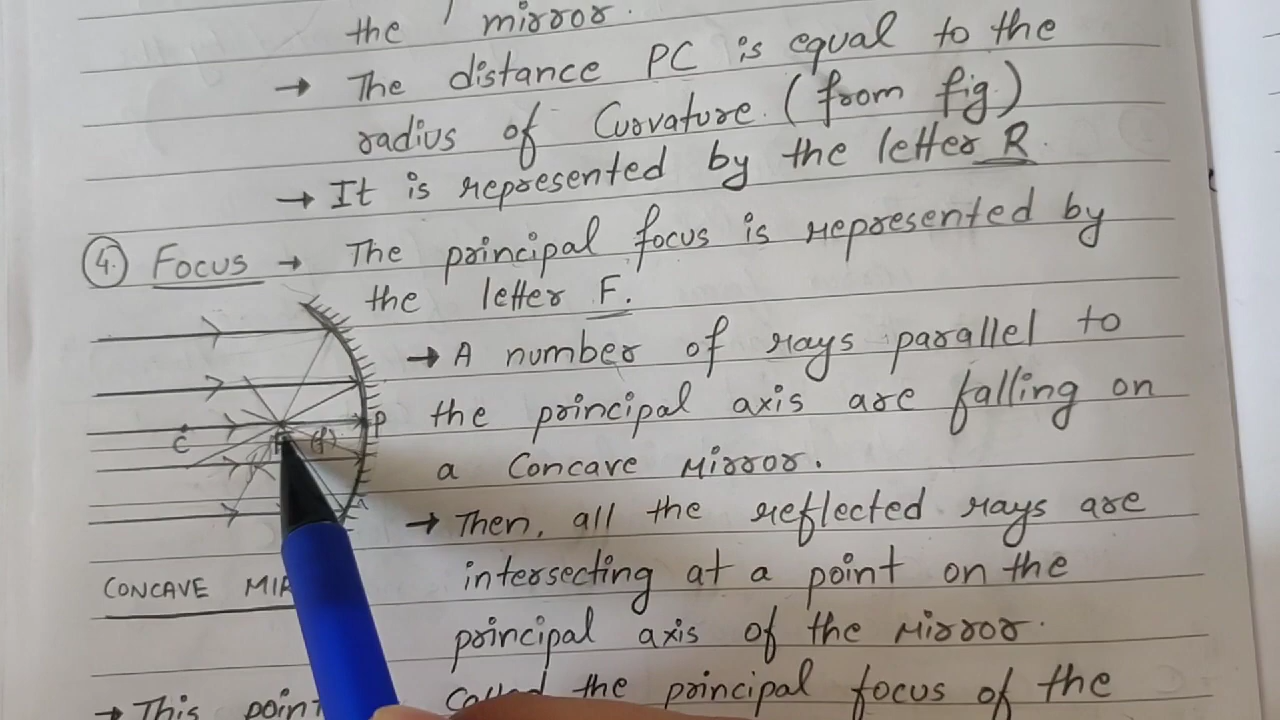 the mirror.
→ The distance PC is equal to the
radius of Curvature. (from fig.)
→ It is represented by the letter R.
4. Focus → The principal focus is represented by
the letter F.
→ A number of rays parallel to
the principal axis are falling on
a Concave Mirror.
→ Then, all the reflected rays are
intersecting at a point on the
principal axis of the Mirror.
→ This point called the principal focus of the
C (f) P
CONCAVE